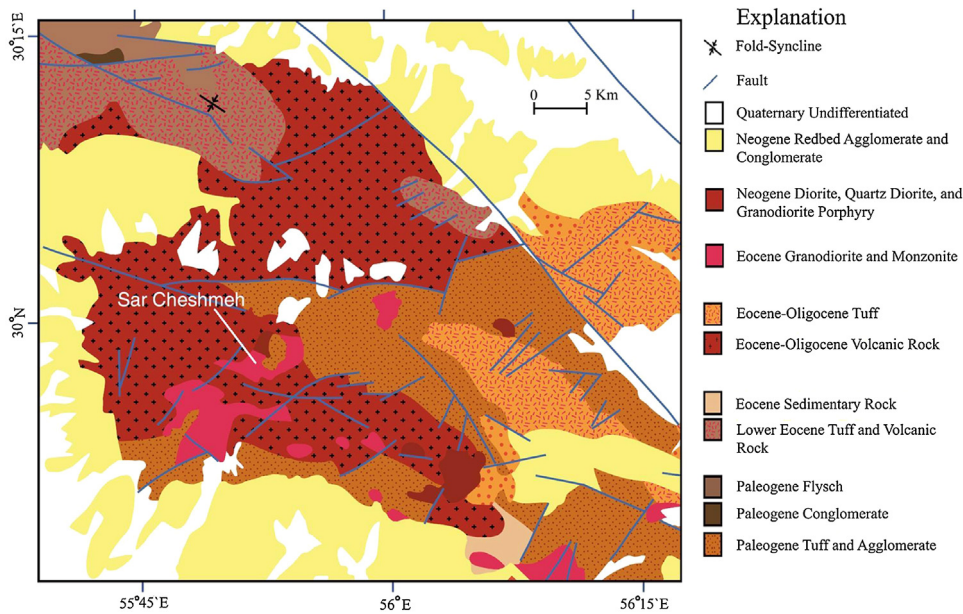 30°15'E
30°N
Sar Cheshmeh
0 5 Km
55°45'E
56°E
56°15'E
Explanation
Fold-Syncline
Fault
Quaternary Undifferentiated
Neogene Redbed Agglomerate and
Conglomerate
Neogene Diorite, Quartz Diorite, and
Granodiorite Porphyry
Eocene Granodiorite and Monzonite
Eocene-Oligocene Tuff
Eocene-Oligocene Volcanic Rock
Eocene Sedimentary Rock
Lower Eocene Tuff and Volcanic
Rock
Paleogene Flysch
Paleogene Conglomerate
Paleogene Tuff and Agglomerate